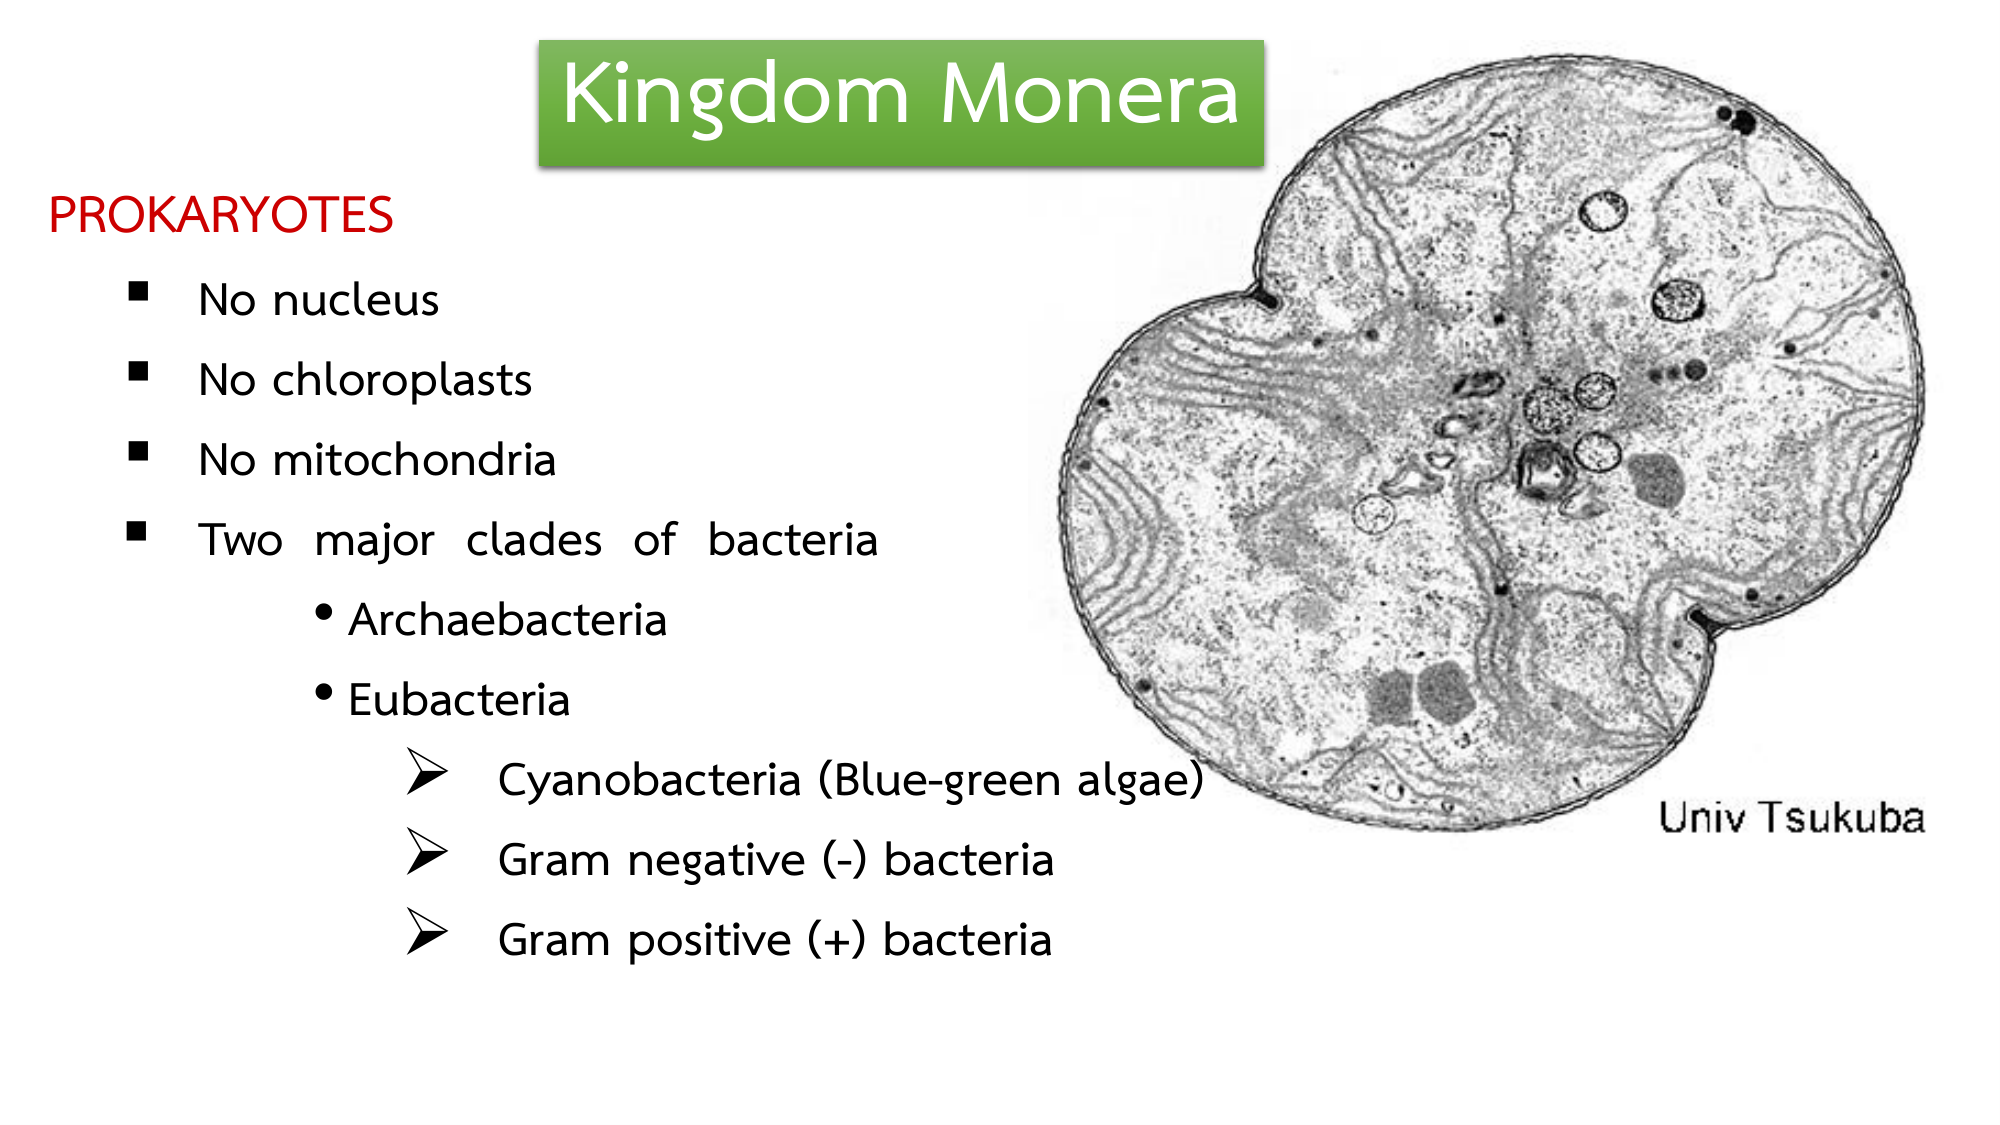 Kingdom Monera
PROKARYOTES
▪ No nucleus
▪ No chloroplasts
▪ No mitochondria
▪ Two major clades of bacteria
• Archaebacteria
• Eubacteria
➢ Cyanobacteria (Blue-green algae)
➢ Gram negative (-) bacteria
➢ Gram positive (+) bacteria
Univ Tsukuba